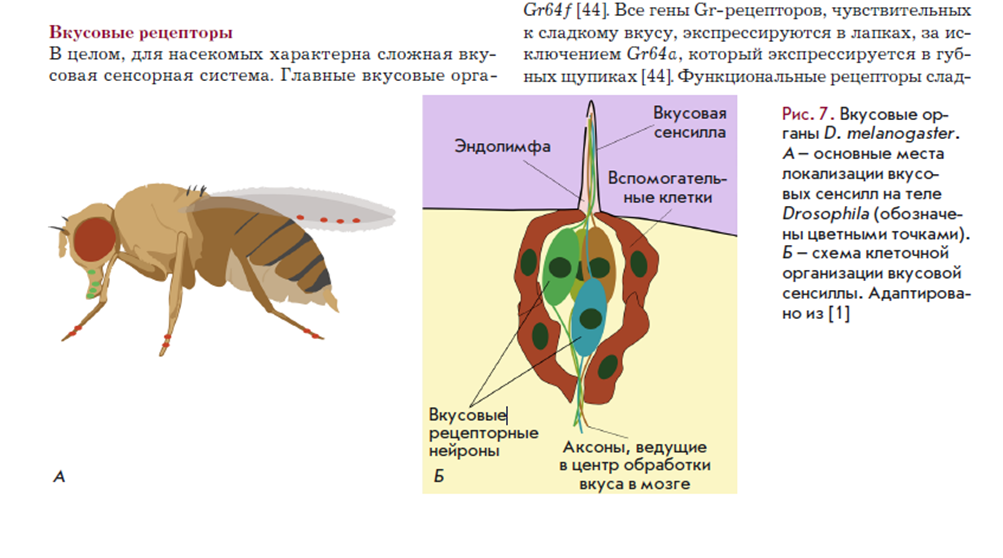 Вкусовые рецепторы
В целом, для насекомых характерна сложная вку-
совая сенсорная система. Главные вкусовые орга-
Gr64f [44]. Все гены Gr-рецепторов, чувствительных
к сладкому вкусу, экспрессируются в лапках, за ис-
ключением Gr64a, который экспрессируется в губ-
ных щупиках [44]. Функциональные рецепторы слад-
А
Вкусовая
сенсилла
Эндолимфа
Вспомогатель-
ные клетки
Вкусовые
рецепторные
нейроны
Аксоны, ведущие
в центр обработки
вкуса в мозге
Б
Рис. 7. Вкусовые ор-
ганы D. melanogaster.
А – основные места
локализации вкусо-
вых сенсилл на теле
Drosophila (обозначе-
ны цветными точками).
Б – схема клеточной
организации вкусовой
сенсиллы. Адаптирова-
но из [1]